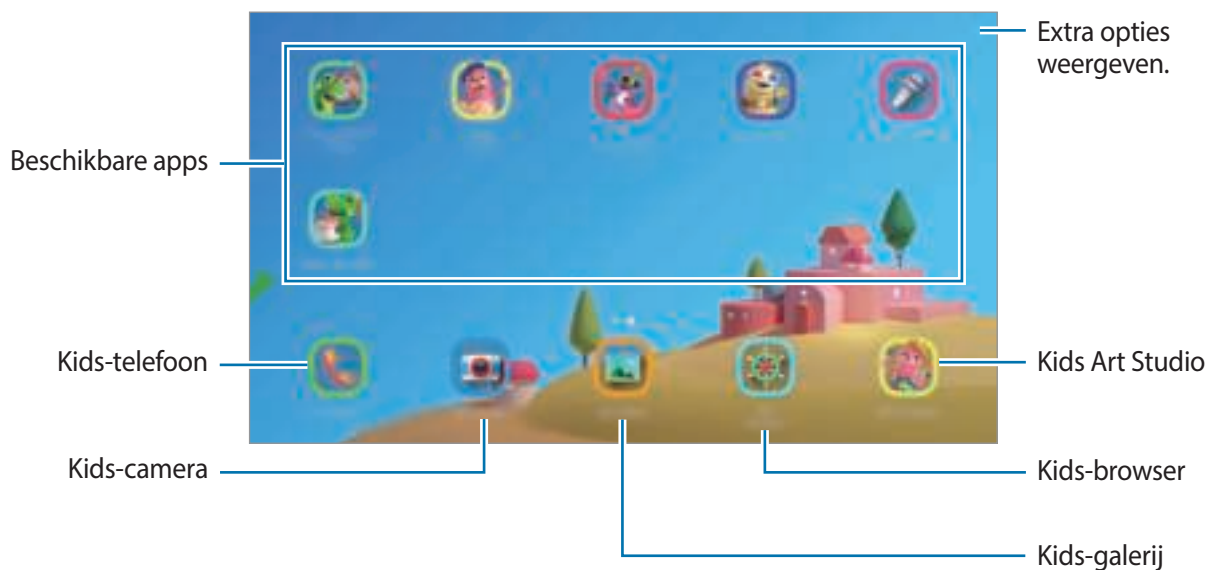 Extra opties
weergeven.
Beschikbare apps
Kids-telefoon
Kids Art Studio
Kids-camera
Kids-browser
Kids-galerij